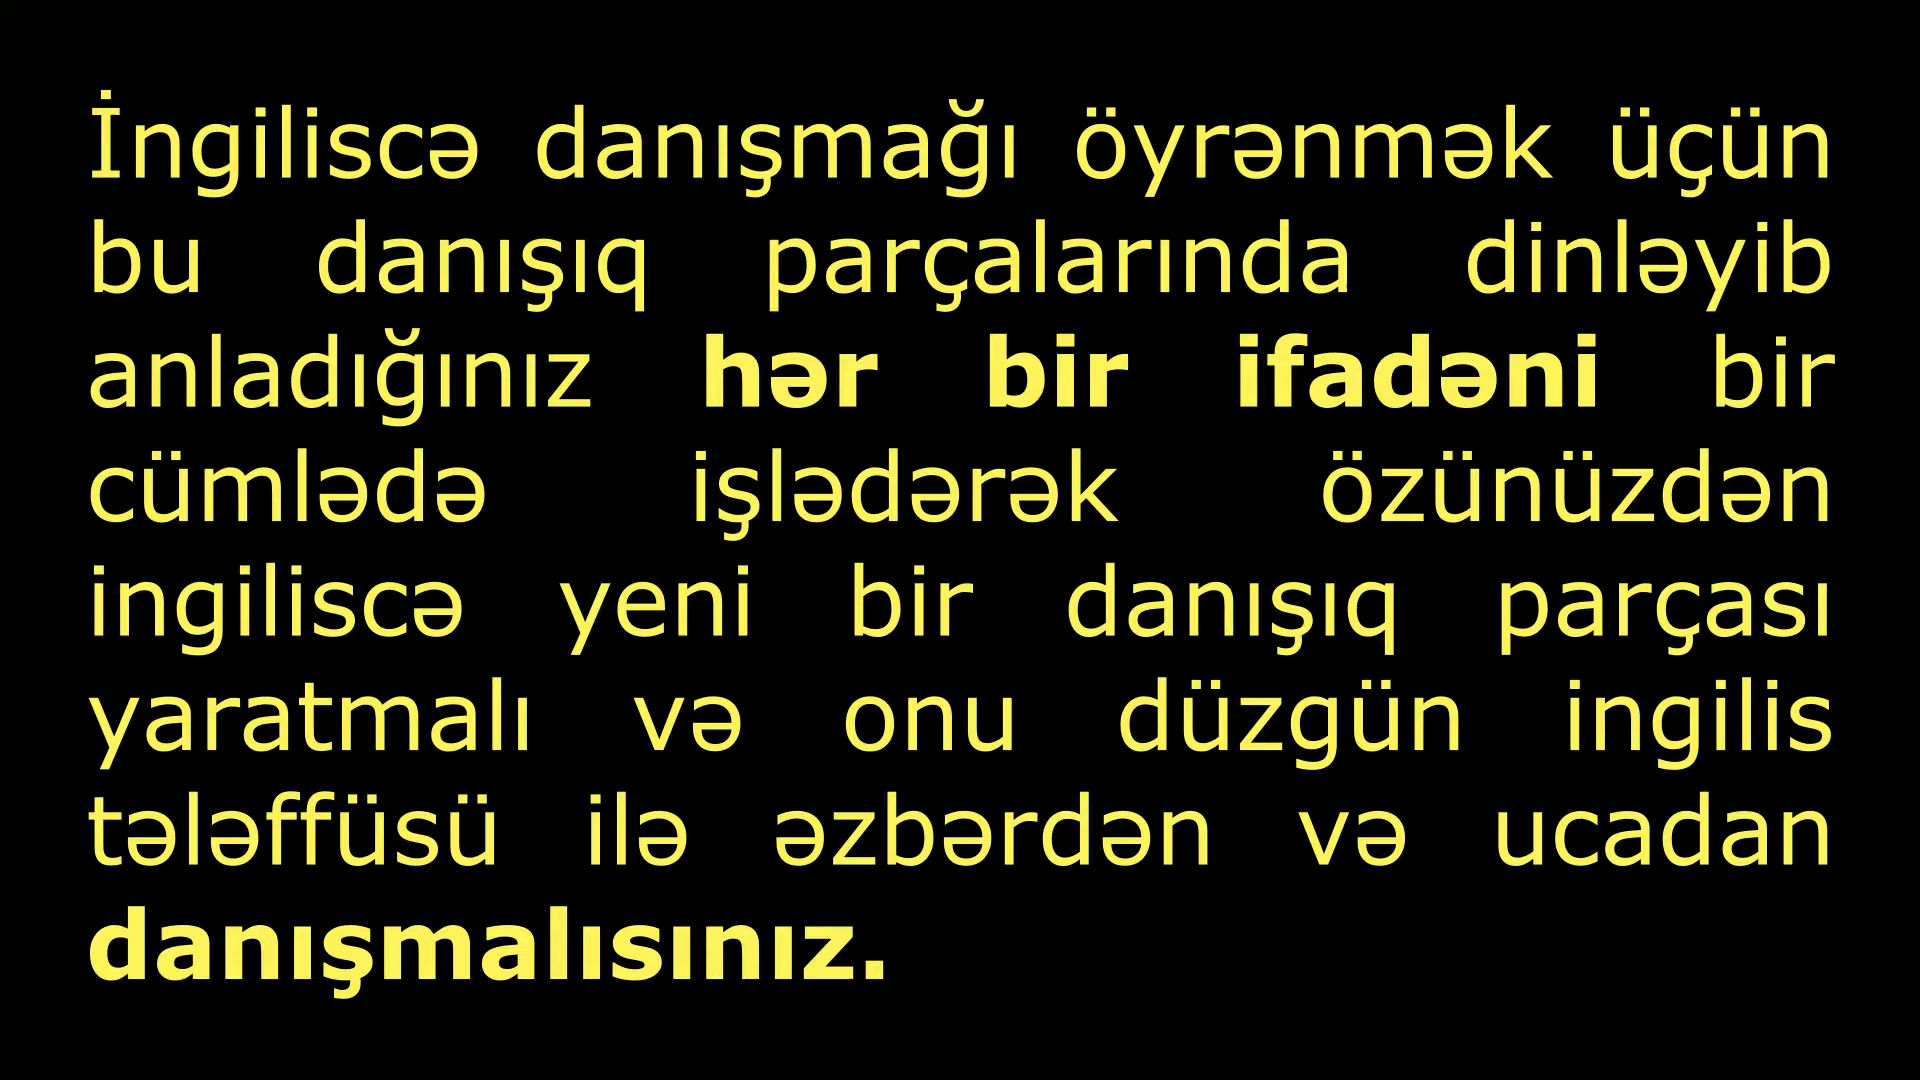 İngiliscə danışmağı öyrənmək üçün
bu danışıq parçalarında dinləyib
anladığınız hər bir ifadəni bir
cümlədə işlədərək özünüzdən
ingiliscə yeni bir danışıq parçası
yaratmalı və onu düzgün ingilis
tələffüsü ilə əzbərdən və ucadan
danışmalısınız.